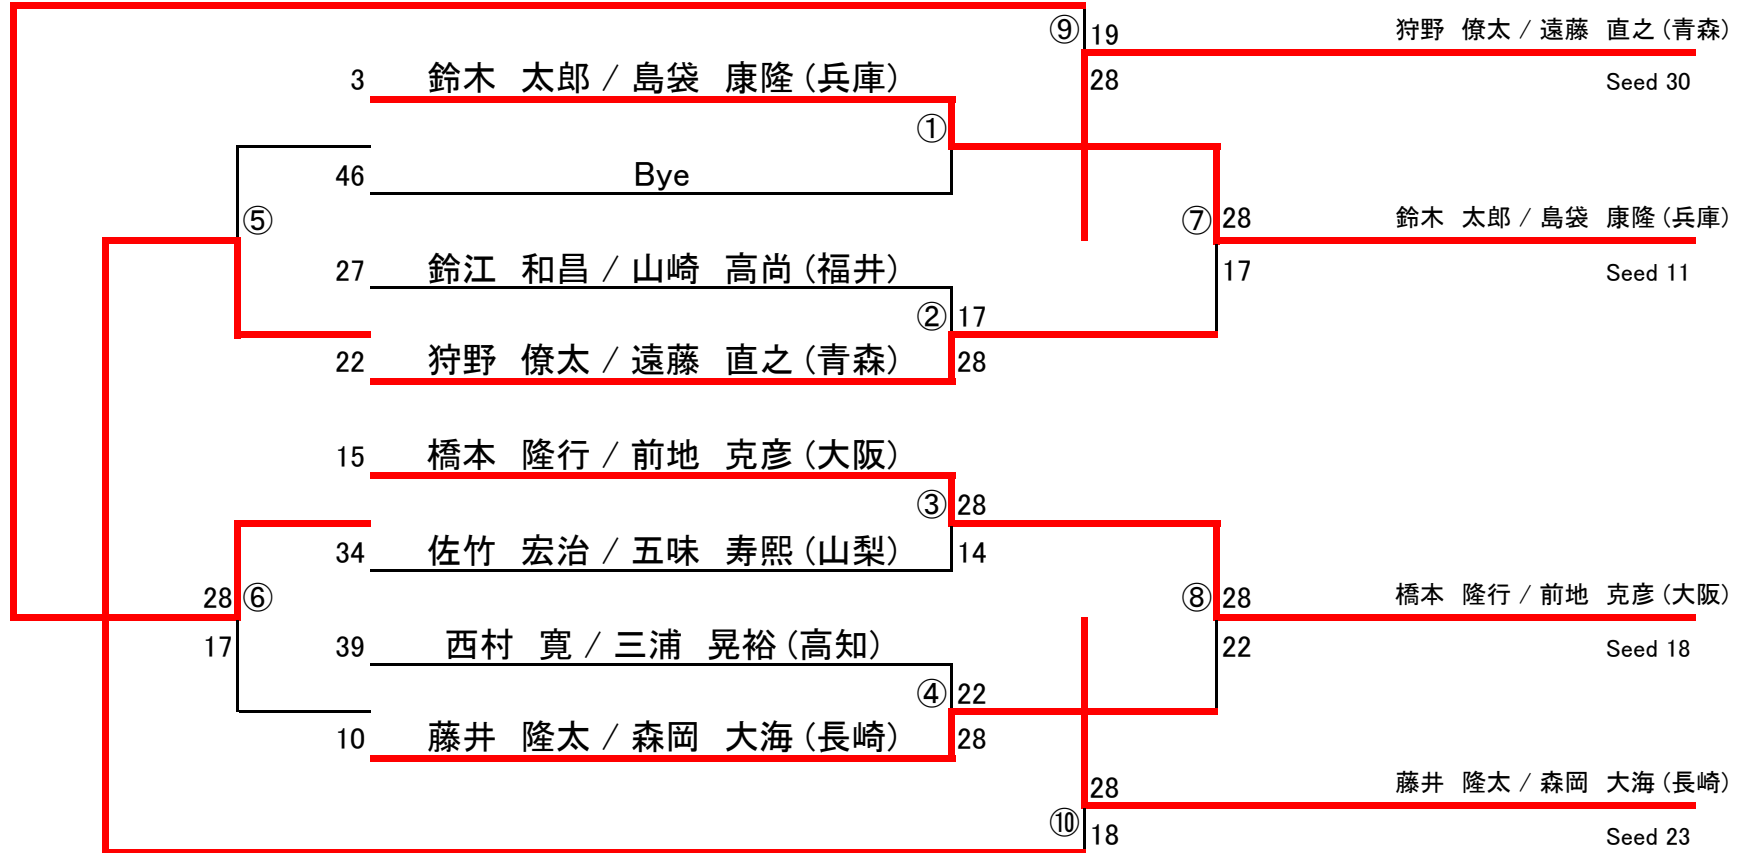 ⑨ 19 狩野 僚太 / 遠藤 直之 (青森)
3 鈴木 太郎 / 島袋 康隆 (兵庫) 28 Seed 30
①
46 Bye
⑤ ⑦ 28 鈴木 太郎 / 島袋 康隆 (兵庫)
27 鈴江 和昌 / 山崎 高尚 (福井) 17 Seed 11
② 17
22 狩野 僚太 / 遠藤 直之 (青森) 28
15 橋本 隆行 / 前地 克彦 (大阪)
③ 28
34 佐竹 宏治 / 五味 寿熙 (山梨) 14
28 ⑥ ⑧ 28 橋本 隆行 / 前地 克彦 (大阪)
17 39 西村 寛 / 三浦 晃裕 (高知) 22 Seed 18
④ 22
10 藤井 隆太 / 森岡 大海 (長崎) 28
28 藤井 隆太 / 森岡 大海 (長崎)
⑩ 18 Seed 23